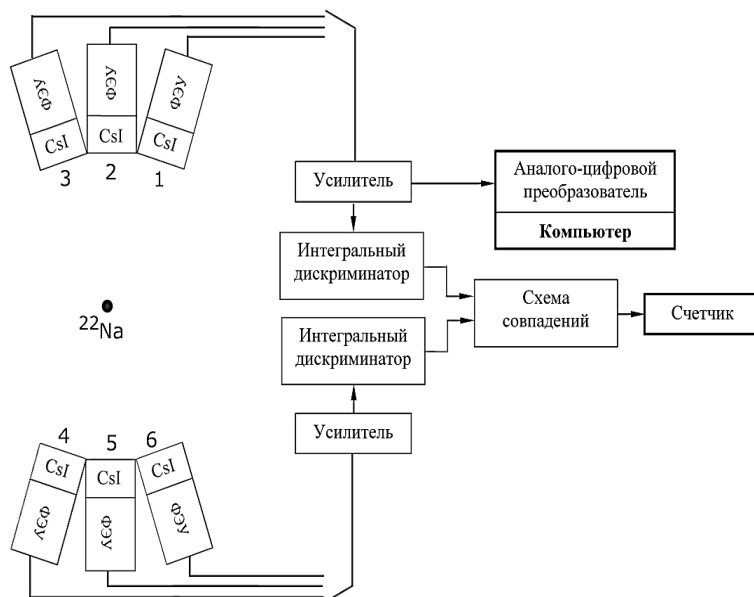 ФЭУ
ФЭУ
ФЭУ
CsI
CsI
CsI
3
2
1
Усилитель
Аналого-цифровой
преобразователь
Компьютер
Интегральный
дискриминатор
Схема
совпадений
Счетчик
²²Na
Интегральный
дискриминатор
Усилитель
4
5
6
CsI
CsI
CsI
ФЭУ
ФЭУ
ФЭУ